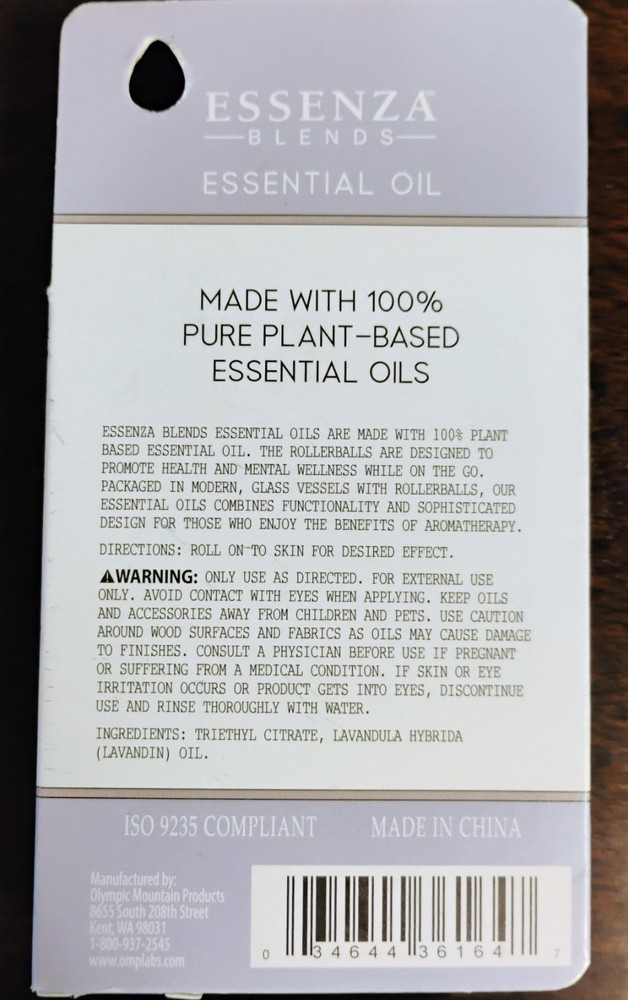 ESSENZA™
BLENDS
ESSENTIAL OIL
MADE WITH 100%
PURE PLANT-BASED
ESSENTIAL OILS
ESSENZA BLENDS ESSENTIAL OILS ARE MADE WITH 100% PLANT
BASED ESSENTIAL OIL. THE ROLLERBALLS ARE DESIGNED TO
PROMOTE HEALTH AND MENTAL WELLNESS WHILE ON THE GO.
PACKAGED IN MODERN, GLASS VESSELS WITH ROLLERBALLS, OUR
ESSENTIAL OILS COMBINES FUNCTIONALITY AND SOPHISTICATED
DESIGN FOR THOSE WHO ENJOY THE BENEFITS OF AROMATHERAPY.
DIRECTIONS: ROLL ON TO SKIN FOR DESIRED EFFECT.
⚠WARNING: ONLY USE AS DIRECTED. FOR EXTERNAL USE
ONLY. AVOID CONTACT WITH EYES WHEN APPLYING. KEEP OILS
AND ACCESSORIES AWAY FROM CHILDREN AND PETS. USE CAUTION
AROUND WOOD SURFACES AND FABRICS AS OILS MAY CAUSE DAMAGE
TO FINISHES. CONSULT A PHYSICIAN BEFORE USE IF PREGNANT
OR SUFFERING FROM A MEDICAL CONDITION. IF SKIN OR EYE
IRRITATION OCCURS OR PRODUCT GETS INTO EYES, DISCONTINUE
USE AND RINSE THOROUGHLY WITH WATER.
INGREDIENTS: TRIETHYL CITRATE, LAVANDULA HYBRIDA
(LAVANDIN) OIL.
ISO 9235 COMPLIANT MADE IN CHINA
Manufactured by:
Olympic Mountain Products
8655 South 208th Street
Kent, WA 98031
1-800-937-2545
www.omplabs.com
0 34644 36164 7